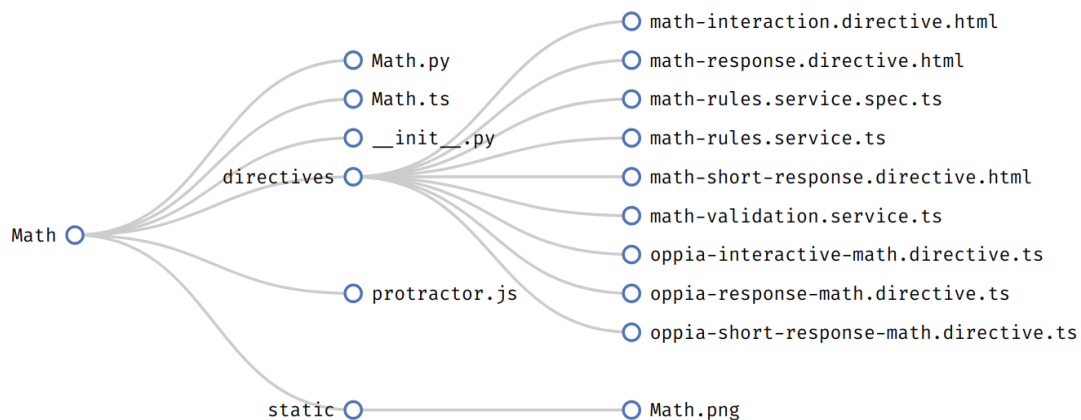 math-interaction.directive.html
Math.py
math-response.directive.html
Math.ts
math-rules.service.spec.ts
__init__.py
math-rules.service.ts
directives
math-short-response.directive.html
math-validation.service.ts
Math
oppia-interactive-math.directive.ts
protractor.js
oppia-response-math.directive.ts
oppia-short-response-math.directive.ts
static
Math.png